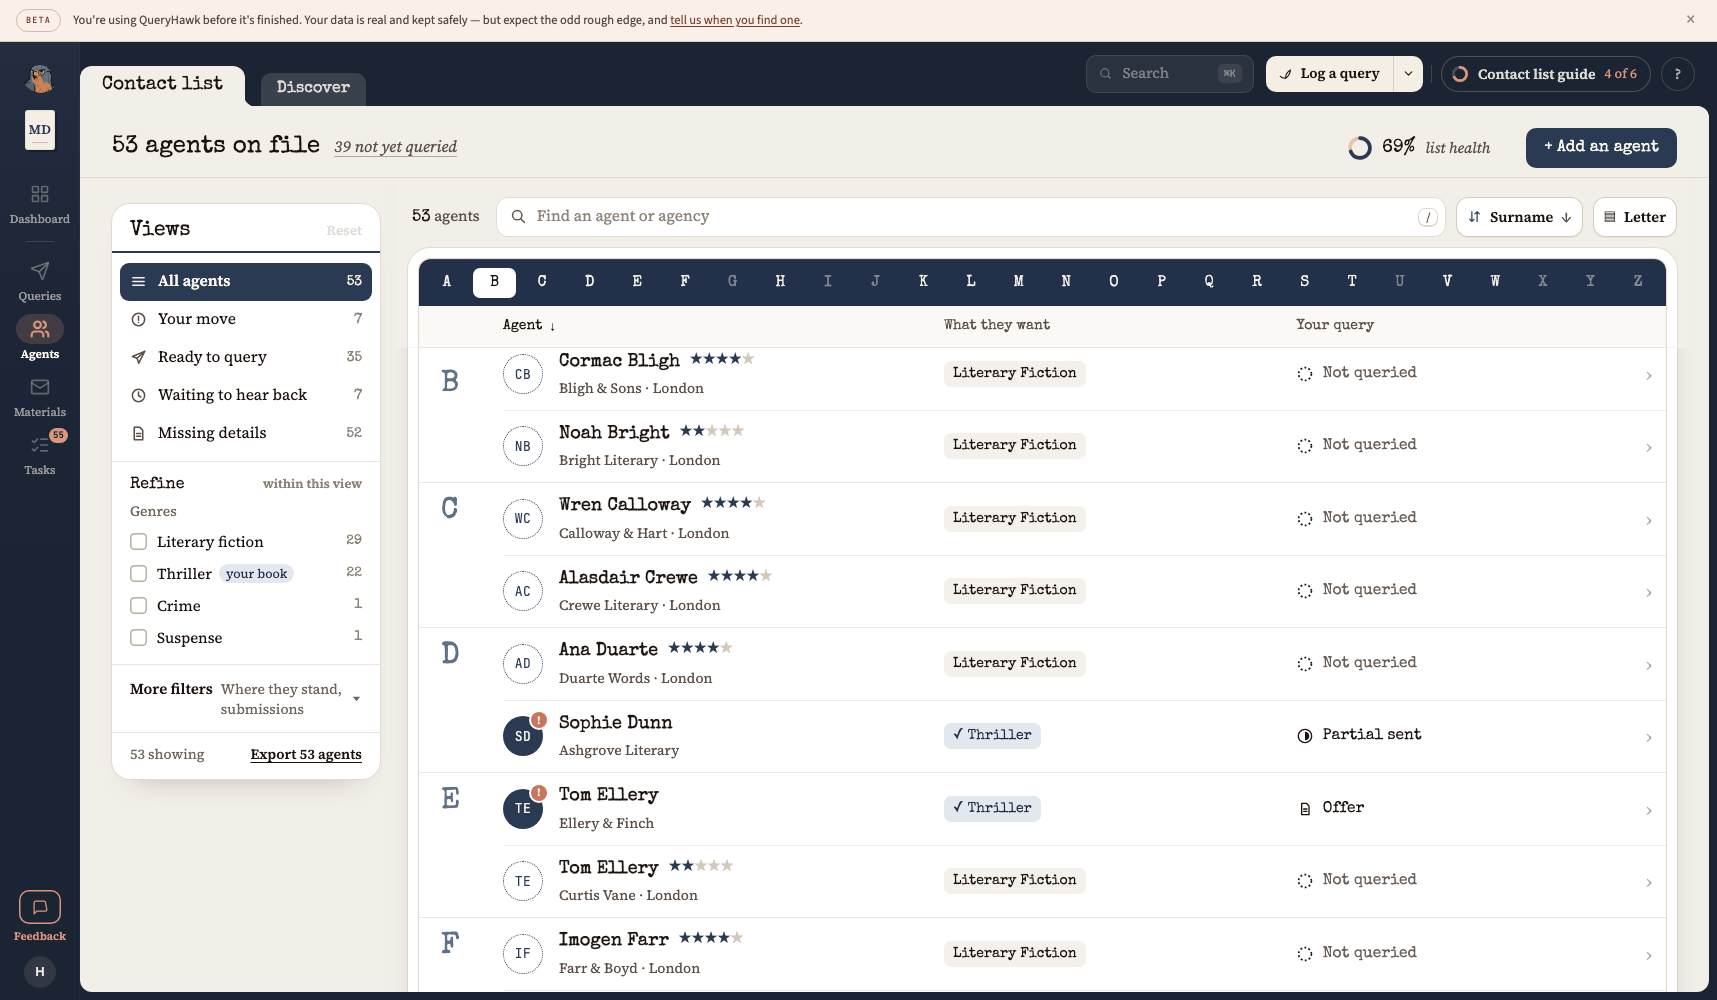 BETA You're using QueryHawk before it's finished. Your data is real and kept safely — but expect the odd rough edge, and tell us when you find one. ×
MD
Dashboard
Queries
Agents
Materials
55
Tasks
Feedback
H
Contact list
Discover
Search ⌘K
Log a query
Contact list guide 4 of 6
?
53 agents on file 39 not yet queried
69% list health
+ Add an agent
Views Reset
All agents 53
Your move 7
Ready to query 35
Waiting to hear back 7
Missing details 52
Refine within this view
Genres
Literary fiction 29
Thriller your book 22
Crime 1
Suspense 1
More filters Where they stand,
submissions
53 showing Export 53 agents
53 agents
Find an agent or agency /
Surname ↓
Letter
A B C D E F G H I J K L M N O P Q R S T U V W X Y Z
Agent ↓ What they want Your query
B
CB Cormac Bligh ★★★★★ Literary Fiction Not queried ›
Bligh & Sons · London
NB Noah Bright ★★★★★ Literary Fiction Not queried ›
Bright Literary · London
C
WC Wren Calloway ★★★★★ Literary Fiction Not queried ›
Calloway & Hart · London
AC Alasdair Crewe ★★★★★ Literary Fiction Not queried ›
Crewe Literary · London
D
AD Ana Duarte ★★★★★ Literary Fiction Not queried ›
Duarte Words · London
SD ! Sophie Dunn ✓ Thriller Partial sent ›
Ashgrove Literary
E
TE ! Tom Ellery ✓ Thriller Offer ›
Ellery & Finch
TE Tom Ellery ★★★★★ Literary Fiction Not queried ›
Curtis Vane · London
F
IF Imogen Farr ★★★★★ Literary Fiction Not queried ›
Farr & Boyd · London